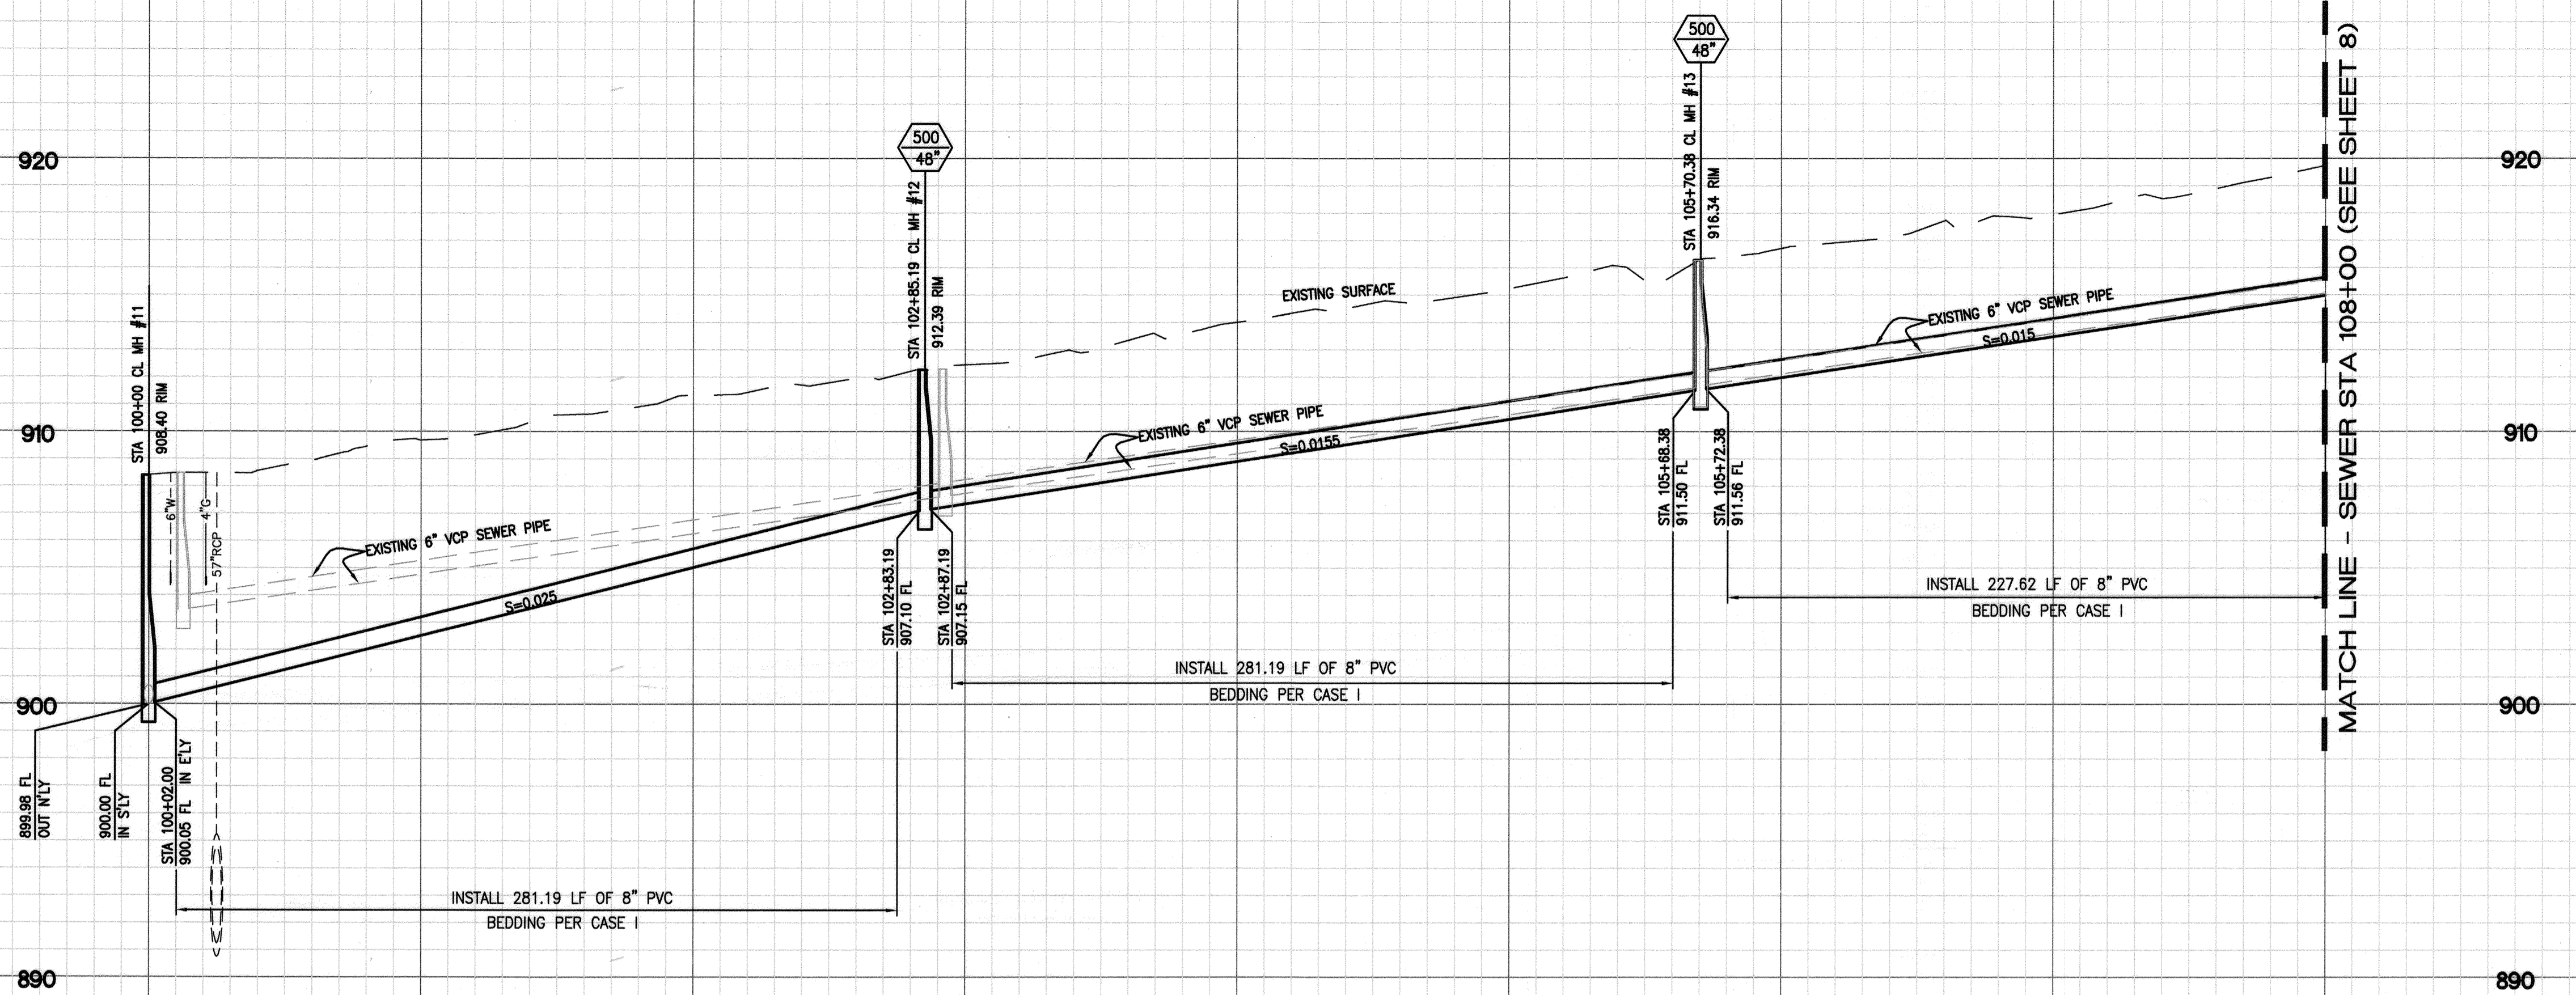 500
48"
STA 105+70.38 CL MH #13
916.34 RIM
MATCH LINE - SEWER STA 108+00 (SEE SHEET 8)
920
500
48"
920
STA 102+85.19 CL MH #12
912.39 RIM
EXISTING SURFACE
STA 100+00 CL MH #11
908.40 RIM
EXISTING 6" VCP SEWER PIPE
S=0.015
910
EXISTING 6" VCP SEWER PIPE
S=0.0155
910
6"W
4"G
57"RCP
EXISTING 6" VCP SEWER PIPE
S=0.025
STA 102+83.19
907.10 FL
STA 102+87.19
907.15 FL
STA 105+68.38
911.50 FL
STA 105+72.38
911.56 FL
INSTALL 227.62 LF OF 8" PVC
BEDDING PER CASE I
INSTALL 281.19 LF OF 8" PVC
BEDDING PER CASE I
900
900
899.98 FL
OUT N'LY
900.00 FL
IN S'LY
STA 100+02.00
900.05 FL IN E'LY
INSTALL 281.19 LF OF 8" PVC
BEDDING PER CASE I
890
890